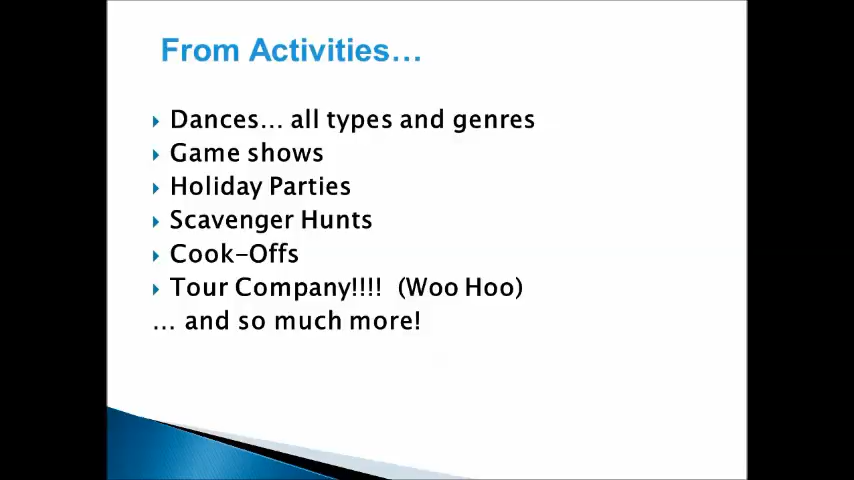 From Activities…
Dances… all types and genres
Game shows
Holiday Parties
Scavenger Hunts
Cook-Offs
Tour Company!!!!  (Woo Hoo)
… and so much more!